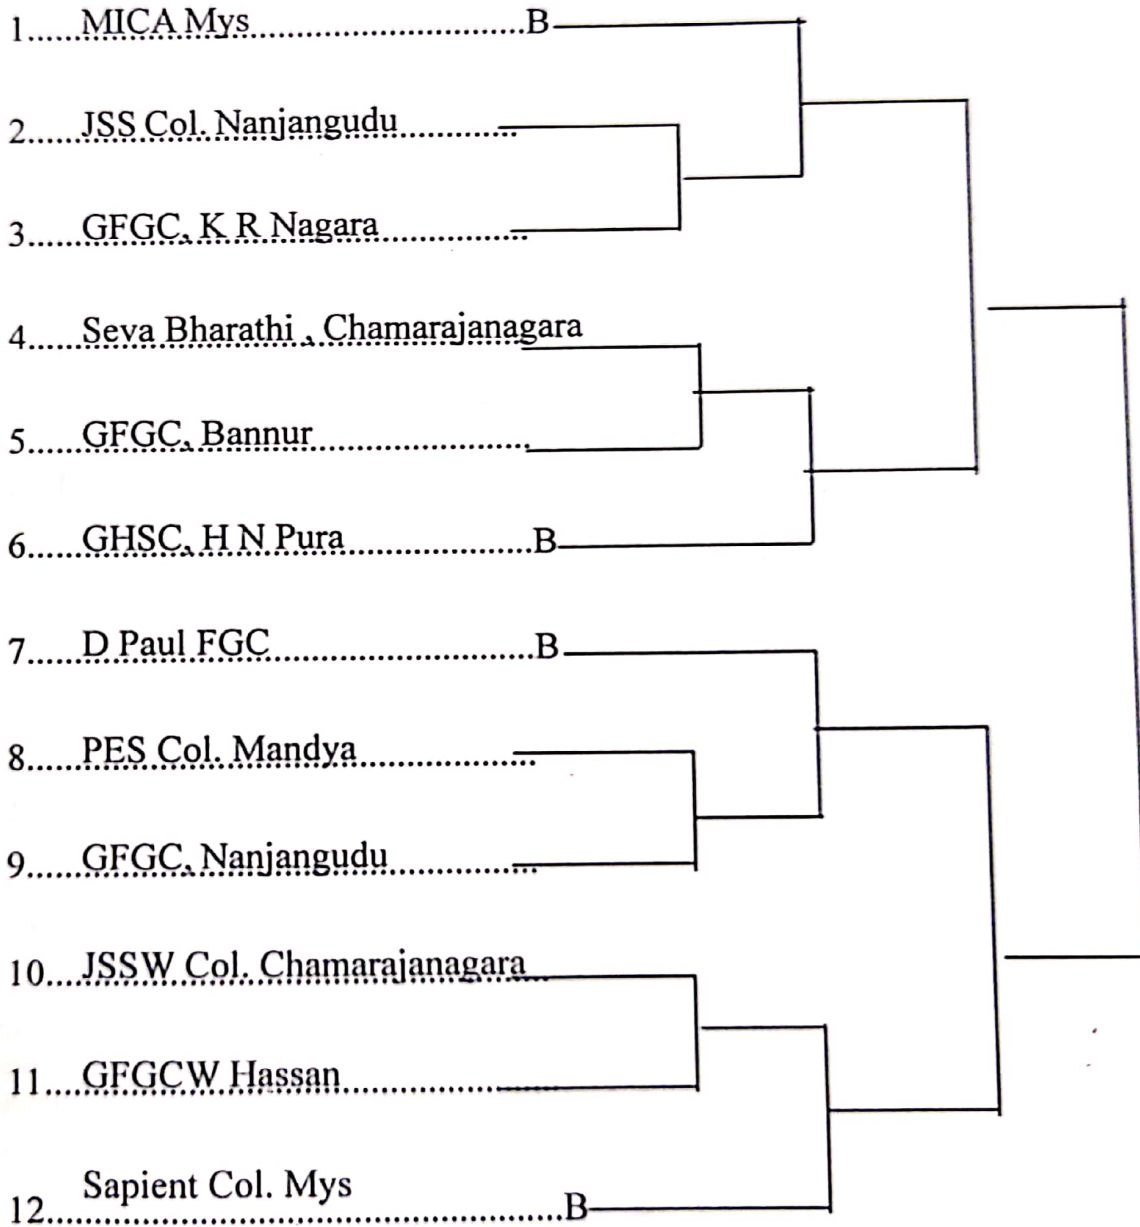 1......MICA Mys..............................B
2......JSS Col. Nanjangudu.............
3......GFGC, K R Nagara................
4......Seva Bharathi , Chamarajanagara
5......GFGC, Bannur........................
6......GHSC, H N Pura.....................B
7......D Paul FGC.............................B
8......PES Col. Mandya....................
9......GFGC, Nanjangudu.................
10....JSSW Col. Chamarajanagara..
11....GFGCW Hassan...................
12.... Sapient Col. Mys........................B